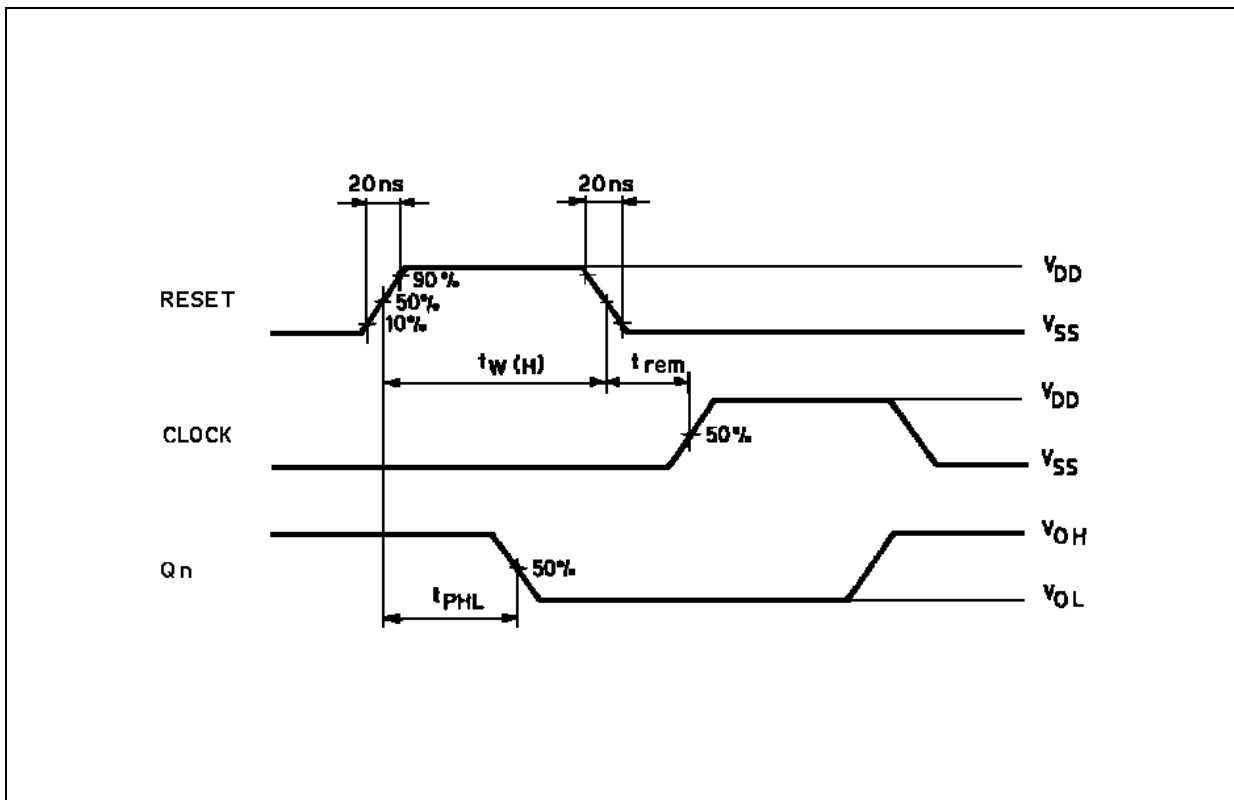 20ns 20ns
90%
RESET
50%
10%
VDD
VSS
tW(H) trem
CLOCK
50%
VDD
VSS
Qn
50%
tPHL
VOH
VOL